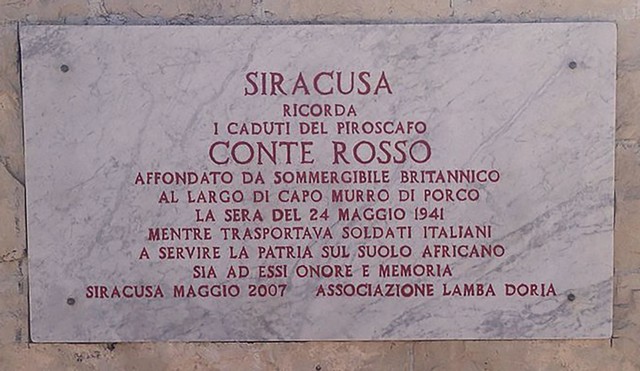 SIRACUSA
RICORDA
I CADUTI DEL PIROSCAFO
CONTE ROSSO
AFFONDATO DA SOMMERGIBILE BRITANNICO
AL LARGO DI CAPO MURRO DI PORCO
LA SERA DEL 24 MAGGIO 1941
MENTRE TRASPORTAVA SOLDATI ITALIANI
A SERVIRE LA PATRIA SUL SUOLO AFRICANO
SIA AD ESSI ONORE E MEMORIA
SIRACUSA MAGGIO 2007 ASSOCIAZIONE LAMBA DORIA